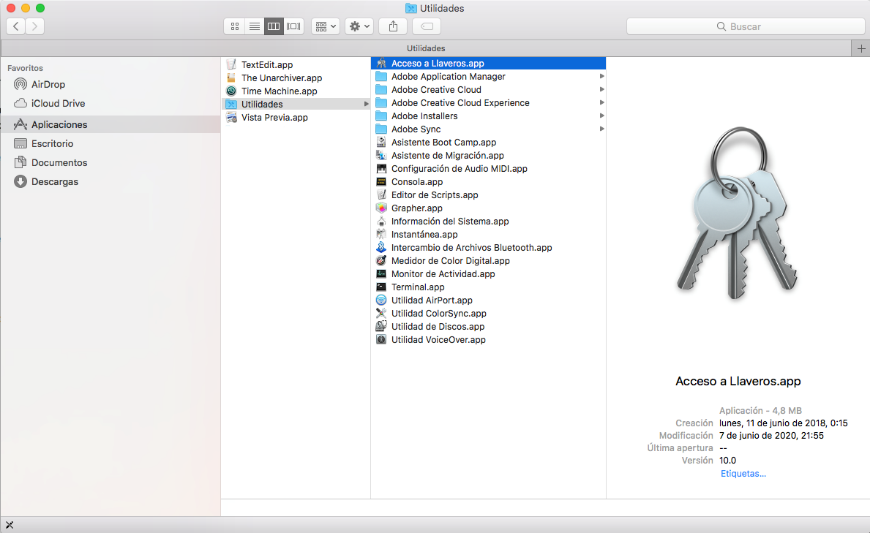 Utilidades
Buscar
Utilidades
Favoritos
AirDrop
iCloud Drive
Aplicaciones
Escritorio
Documentos
Descargas
TextEdit.app
The Unarchiver.app
Time Machine.app
Utilidades
Vista Previa.app
Acceso a Llaveros.app
Adobe Application Manager
Adobe Creative Cloud
Adobe Creative Cloud Experience
Adobe Installers
Adobe Sync
Asistente Boot Camp.app
Asistente de Migración.app
Configuración de Audio MIDI.app
Consola.app
Editor de Scripts.app
Grapher.app
Información del Sistema.app
Instantánea.app
Intercambio de Archivos Bluetooth.app
Medidor de Color Digital.app
Monitor de Actividad.app
Terminal.app
Utilidad AirPort.app
Utilidad ColorSync.app
Utilidad de Discos.app
Utilidad VoiceOver.app
Acceso a Llaveros.app
Aplicación - 4,8 MB
Creación lunes, 11 de junio de 2018, 0:15
Modificación 7 de junio de 2020, 21:55
Última apertura --
Versión 10.0
Etiquetas...